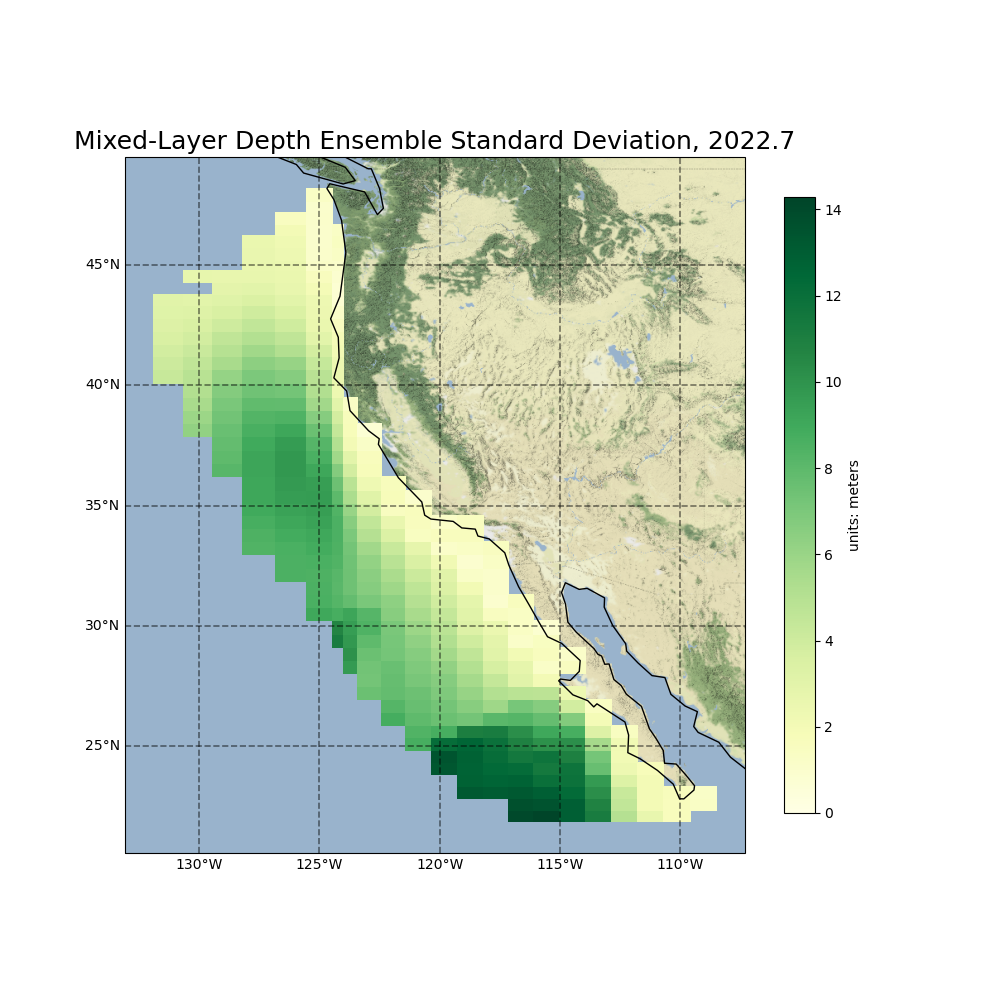 Mixed-Layer Depth Ensemble Standard Deviation, 2022.7
45°N
40°N
35°N
30°N
25°N
130°W
125°W
120°W
115°W
110°W
14
12
10
8
6
4
2
0
units: meters